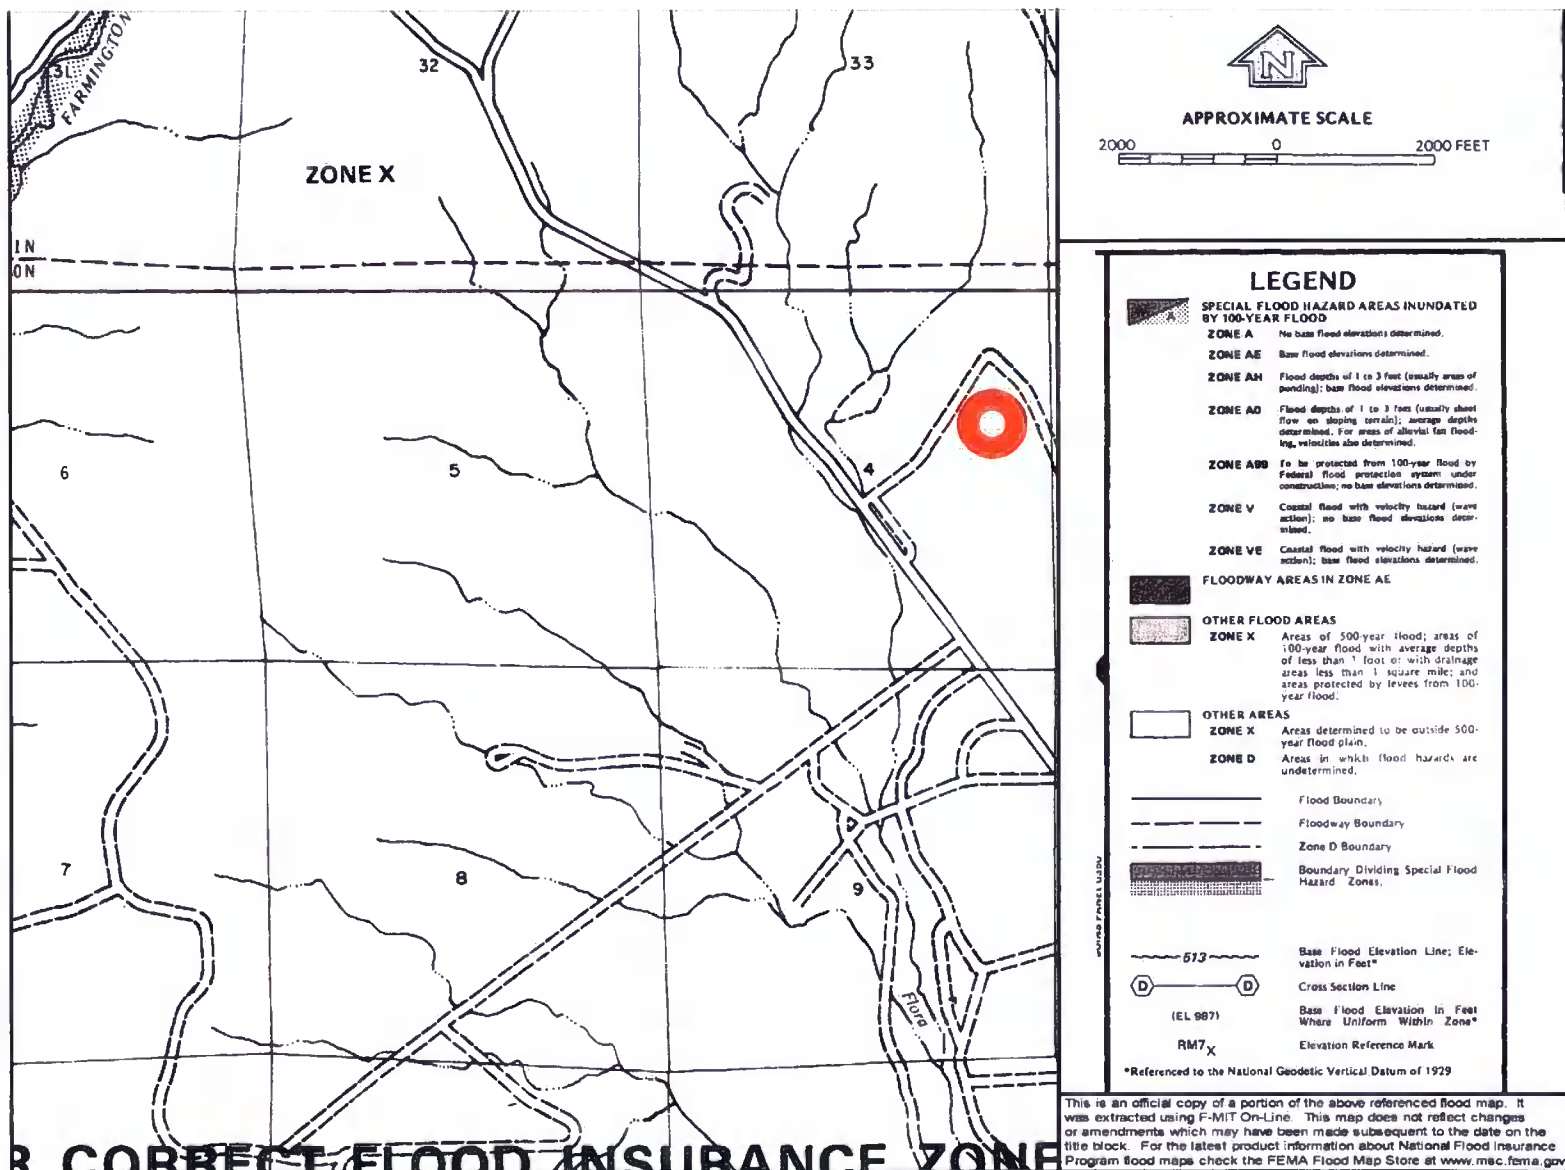 31
FARMINGTON
32
33
ZONE X
IN
ON
6
5
4
7
8
9
Flora
R CORRECT FLOOD INSURANCE ZONE
N
APPROXIMATE SCALE
2000 0 2000 FEET
LEGEND
SPECIAL FLOOD HAZARD AREAS INUNDATED
BY 100-YEAR FLOOD
ZONE A No base flood elevations determined.
ZONE AE Base flood elevations determined.
ZONE AH Flood depths of 1 to 3 feet (usually areas of
ponding); base flood elevations determined.
ZONE AO Flood depths of 1 to 3 feet (usually sheet
flow on sloping terrain); average depths
determined. For areas of alluvial fan flood-
ing, velocities also determined.
ZONE A99 To be protected from 100-year flood by
Federal flood protection system under
construction; no base elevations determined.
ZONE V Coastal flood with velocity hazard (wave
action); no base flood elevations deter-
mined.
ZONE VE Coastal flood with velocity hazard (wave
action); base flood elevations determined.
FLOODWAY AREAS IN ZONE AE
OTHER FLOOD AREAS
ZONE X Areas of 500-year flood; areas of
100-year flood with average depths
of less than 1 foot or with drainage
areas less than 1 square mile; and
areas protected by levees from 100-
year flood.
OTHER AREAS
ZONE X Areas determined to be outside 500-
year flood plain.
ZONE D Areas in which flood hazards are
undetermined.
Flood Boundary
Floodway Boundary
Zone D Boundary
Boundary Dividing Special Flood
Hazard Zones.
513 Base Flood Elevation Line; Ele-
vation in Feet*
D D Cross Section Line
(EL 987) Base Flood Elevation in Feet
Where Uniform Within Zone*
RM7X Elevation Reference Mark
*Referenced to the National Geodetic Vertical Datum of 1929
This is an official copy of a portion of the above referenced flood map. It
was extracted using F-MIT On-Line. This map does not reflect changes
or amendments which may have been made subsequent to the date on the
title block. For the latest product information about National Flood Insurance
Program flood maps check the FEMA Flood Map Store at www.msc.fema.gov